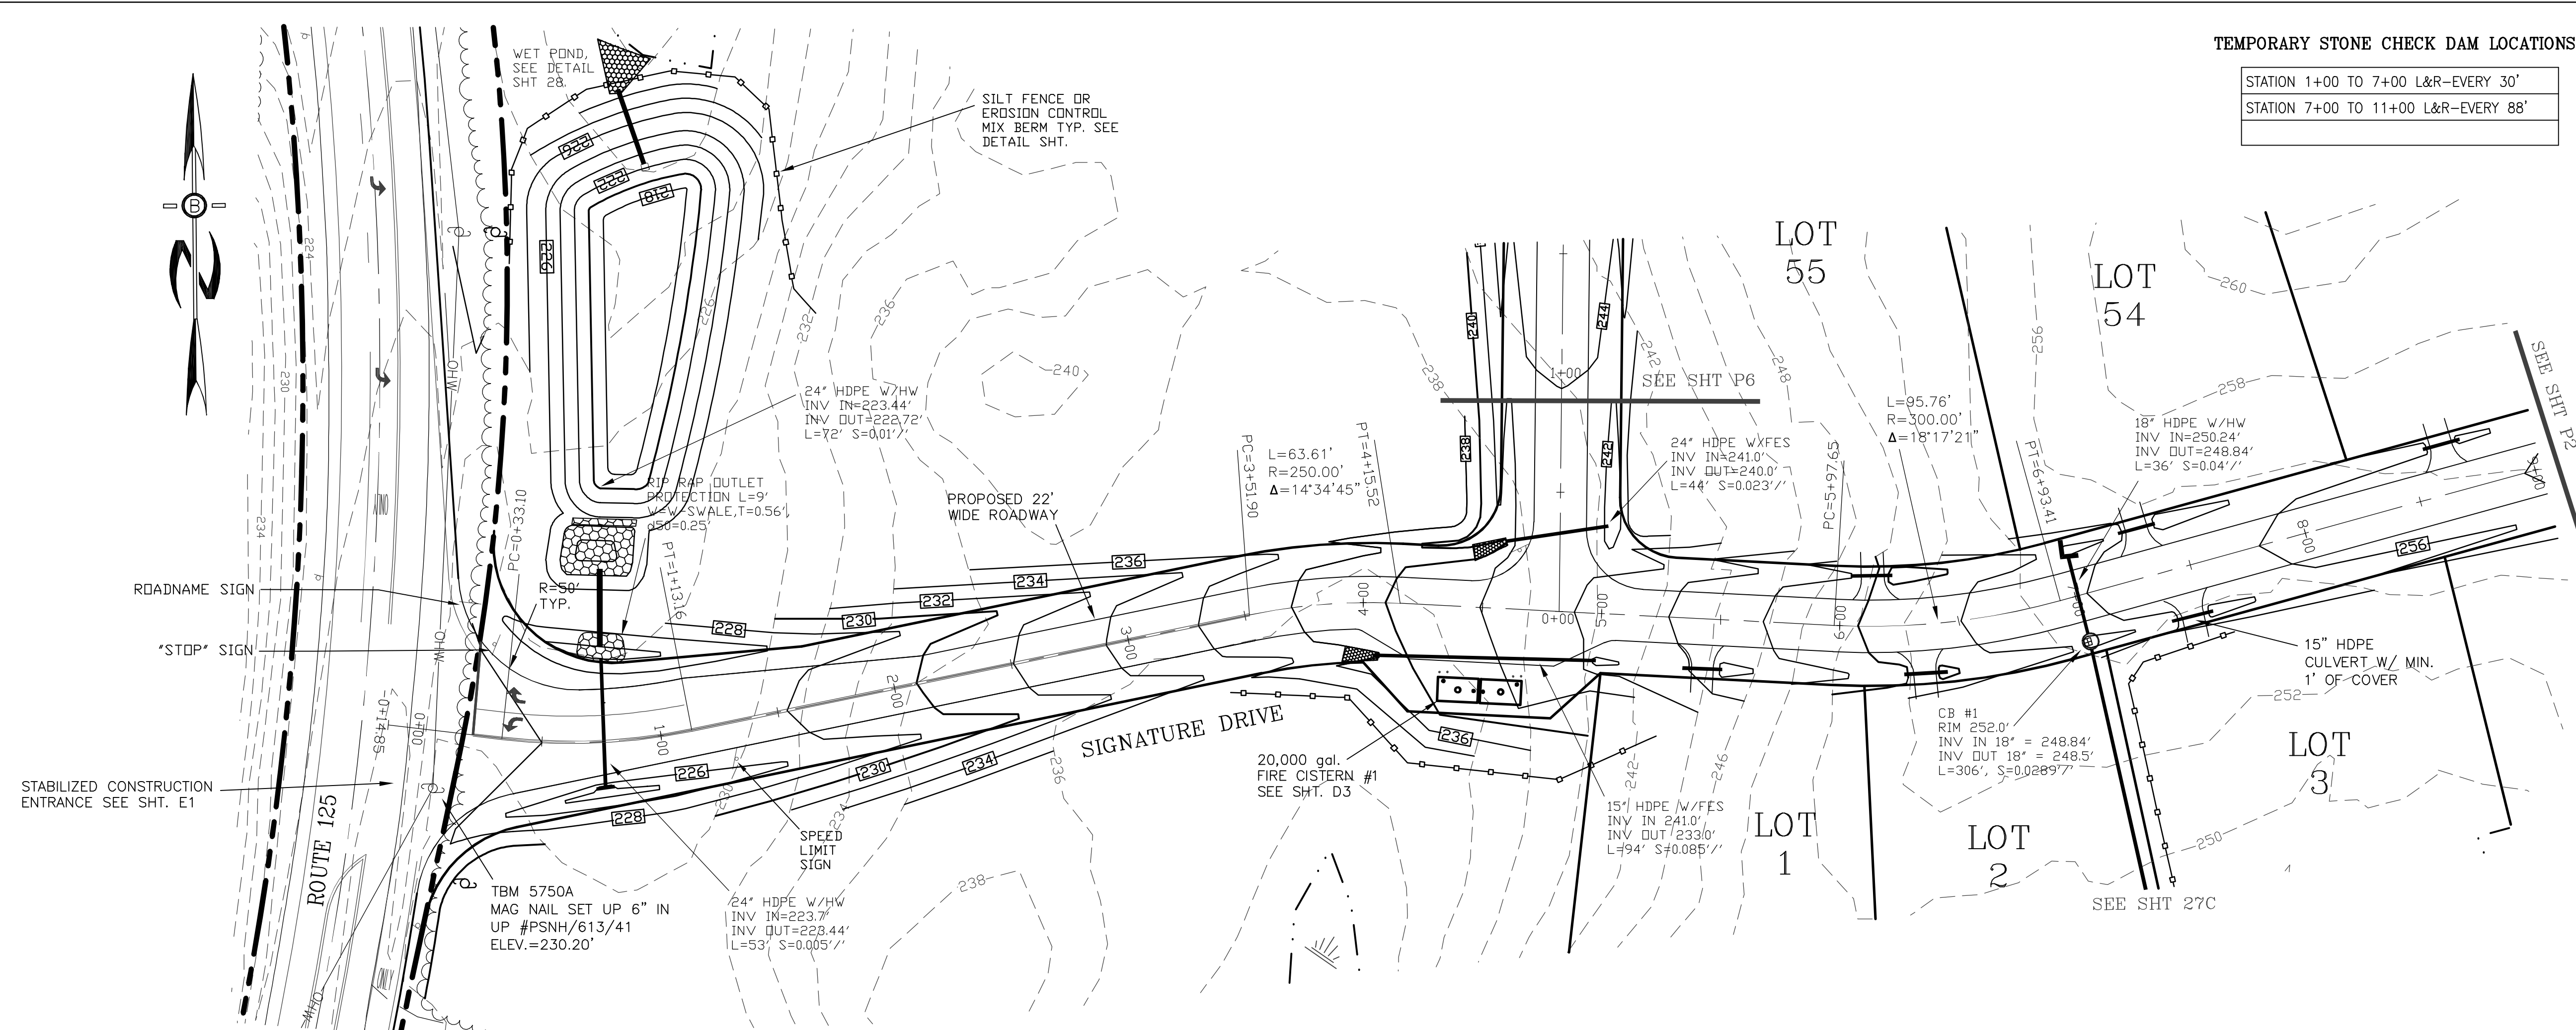 TEMPORARY STONE CHECK DAM LOCATIONS
STATION 1+00 TO 7+00 L&R-EVERY 30'
STATION 7+00 TO 11+00 L&R-EVERY 88'
WET POND,
SEE DETAIL
SHT 28.
SILT FENCE OR
EROSION CONTROL
MIX BERM TYP. SEE
DETAIL SHT.
B
226
222
218
226
226
232
236
240
224
230
234
OHW
24" HDPE W/HW
INV IN=223.44'
INV OUT=222.72'
L=72' S=0.01'/'
RIP RAP OUTLET
PROTECTION L=9'
W=W-SWALE,T=0.56',
d50=0.25'
PROPOSED 22'
WIDE ROADWAY
PC=0+33.10
R=50'
TYP.
PT=1+13.16
PC=3+51.90
L=63.61'
R=250.00'
Δ=14°34'45"
PT=4+15.52
238
240
238
244
242
1+00
SEE SHT P6
242
248
LOT
55
LOT
54
24" HDPE W/FES
INV IN=241.0'
INV OUT=240.0'
L=44' S=0.023'/'
PC=5+97.65
L=95.76'
R=300.00'
Δ=18°17'21"
PT=6+93.41
256
260
258
18" HDPE W/HW
INV IN=250.24'
INV OUT=248.84'
L=36' S=0.04'/'
SEE SHT P2
9+00
8+00
256
ROADNAME SIGN
"STOP" SIGN
STABILIZED CONSTRUCTION
ENTRANCE SEE SHT. E1
ROUTE 125
0+14.85
0+00
OHW
1+00
2+00
3+00
4+00
0+00
5+00
6+00
228
230
232
234
236
226
228
230
234
230
234
236
238
SIGNATURE DRIVE
SPEED
LIMIT
SIGN
TBM 5750A
MAG NAIL SET UP 6" IN
UP #PSNH/613/41
ELEV.=230.20'
24" HDPE W/HW
INV IN=223.7'
INV OUT=223.44'
L=53' S=0.005'/'
20,000 gal.
FIRE CISTERN #1
SEE SHT. D3
236
242
246
15" HDPE W/FES
INV IN 241.0'
INV OUT 233.0'
L=94' S=0.085'/'
LOT
1
LOT
2
CB #1
RIM 252.0'
INV IN 18" = 248.84'
INV OUT 18" = 248.5'
L=306', S=0.0289'/'
15" HDPE
CULVERT W/ MIN.
1' OF COVER
252
LOT
3
250
SEE SHT 27C
ONLY
OHW